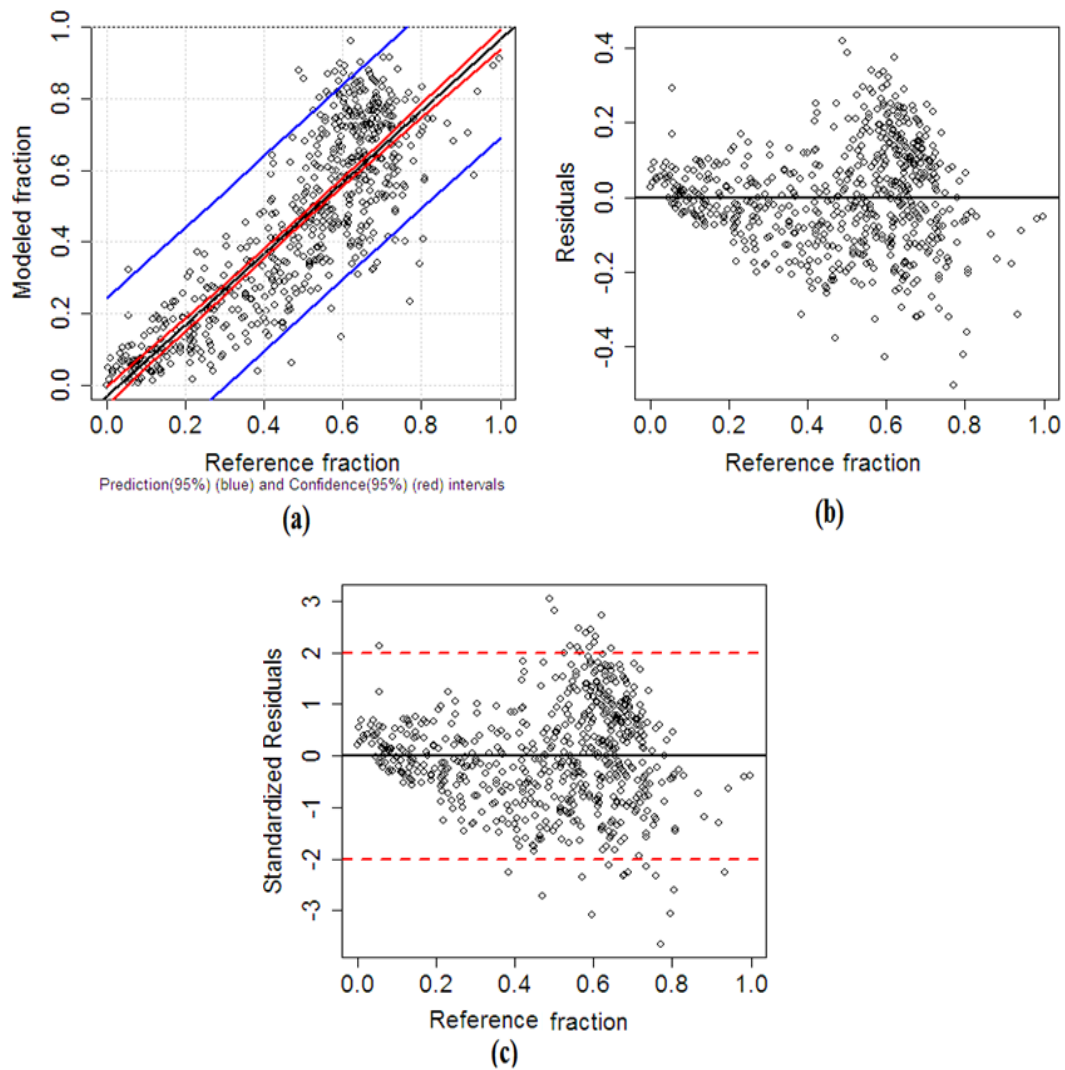 Modeled fraction
0.0 0.2 0.4 0.6 0.8 1.0
0.0 0.2 0.4 0.6 0.8 1.0
Reference fraction
Prediction(95%) (blue) and Confidence(95%) (red) intervals
(a)
Residuals
-0.4 -0.2 0.0 0.2 0.4
0.0 0.2 0.4 0.6 0.8 1.0
Reference fraction
(b)
Standardized Residuals
-3 -2 -1 0 1 2 3
0.0 0.2 0.4 0.6 0.8 1.0
Reference fraction
(c)